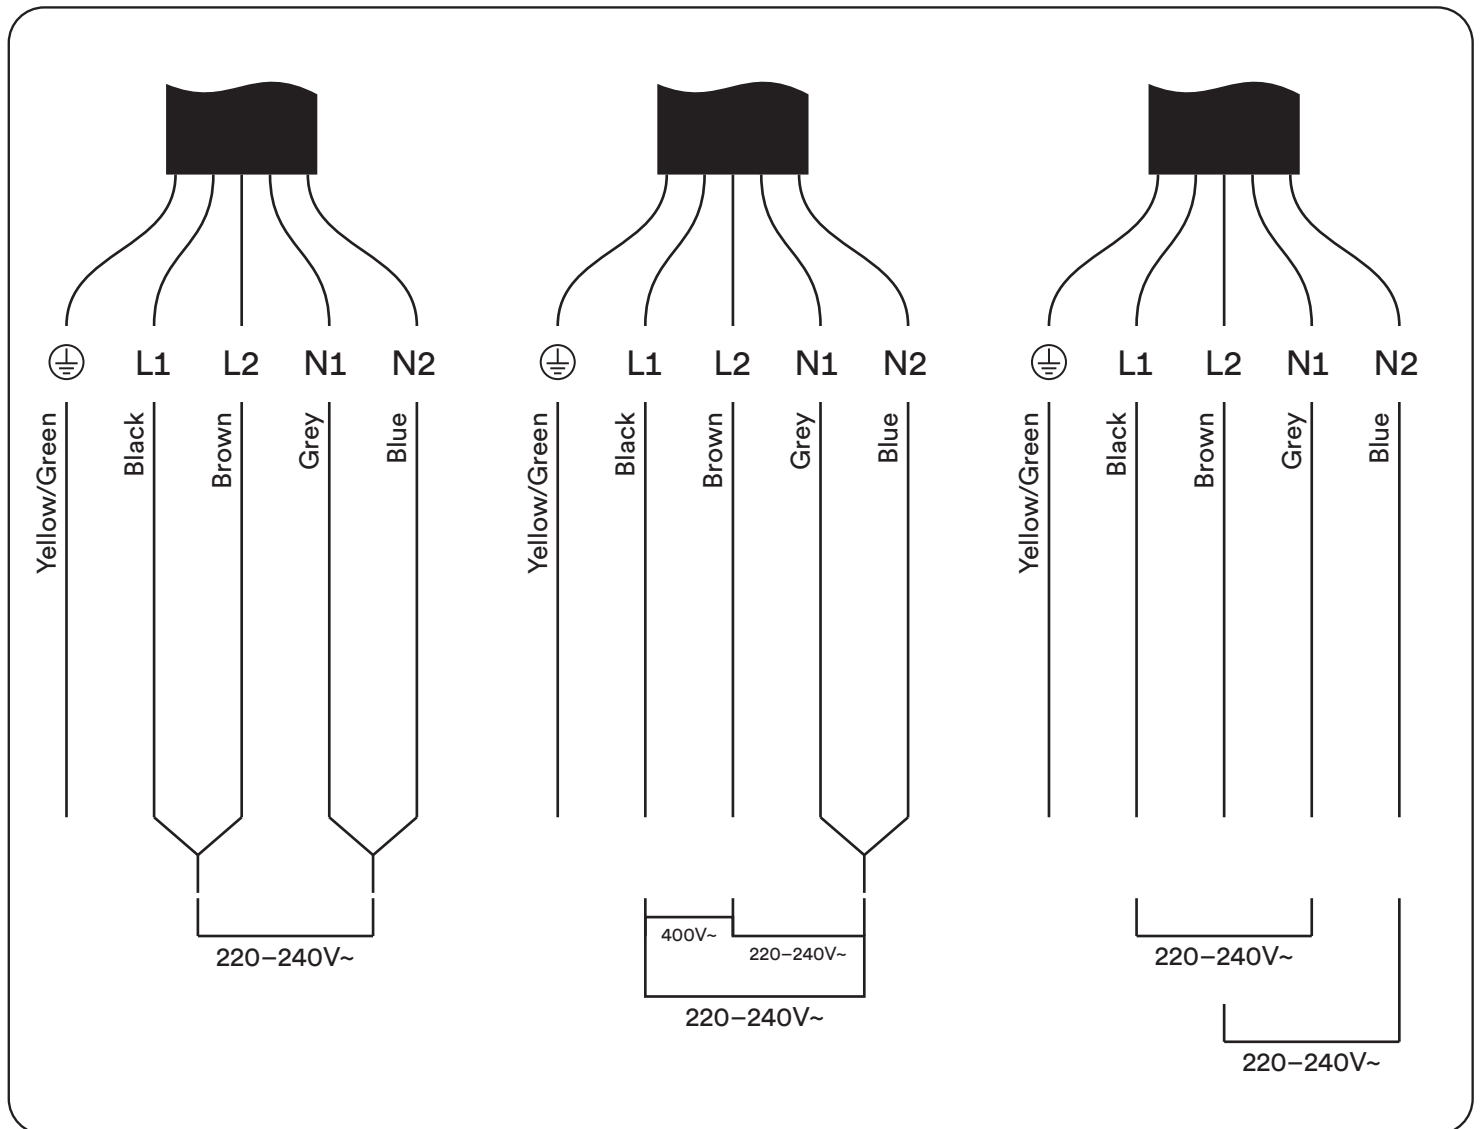 L1 L2 N1 N2
Yellow/Green
Black
Brown
Grey
Blue
220–240V~
L1 L2 N1 N2
Yellow/Green
Black
Brown
Grey
Blue
400V~
220–240V~
220–240V~
L1 L2 N1 N2
Yellow/Green
Black
Brown
Grey
Blue
220–240V~
220–240V~